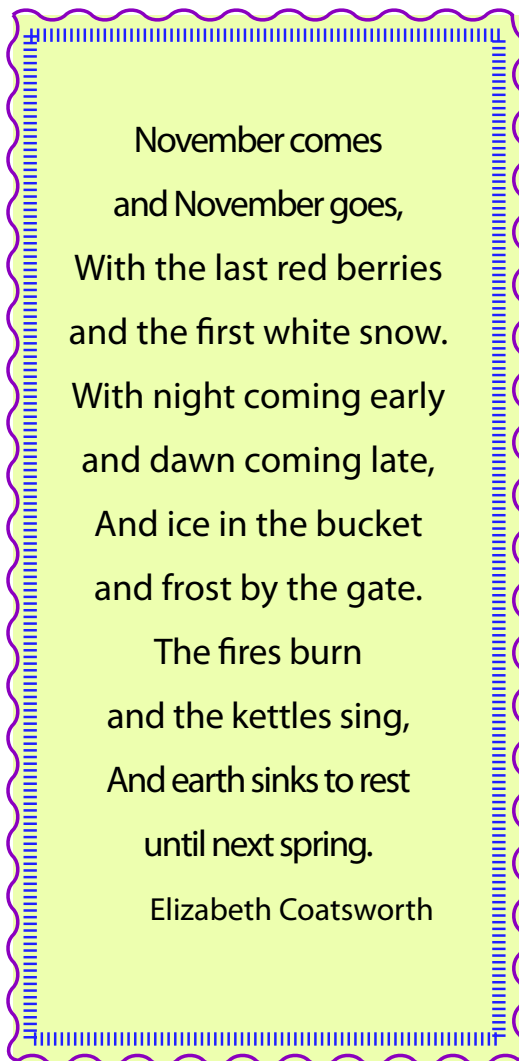 November comes
and November goes,
With the last red berries
and the first white snow.
With night coming early
and dawn coming late,
And ice in the bucket
and frost by the gate.
The fires burn
and the kettles sing,
And earth sinks to rest
until next spring.
Elizabeth Coatsworth